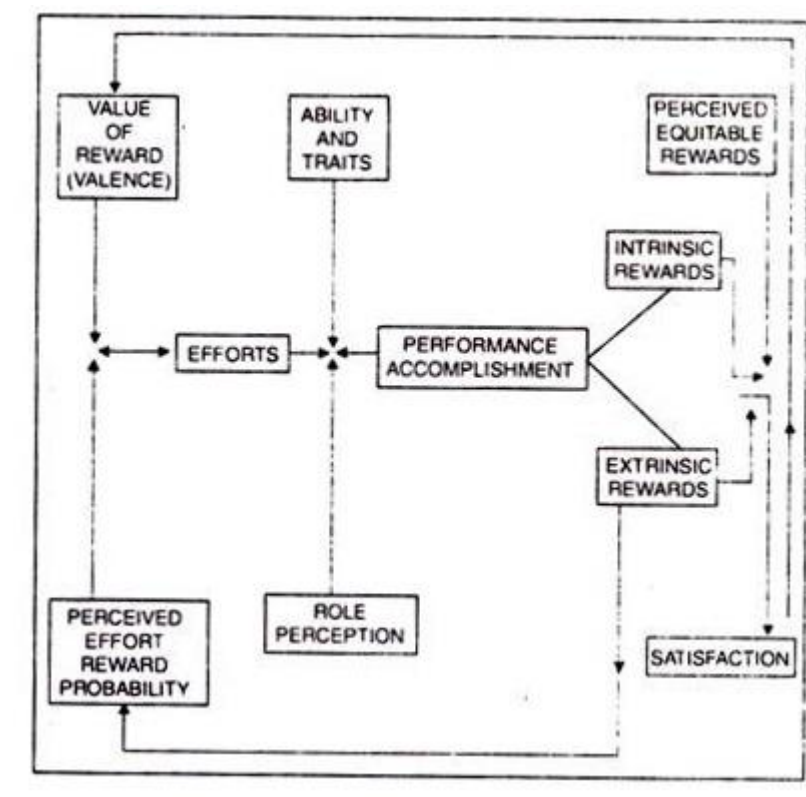 VALUE
OF
REWARD
(VALENCE)
ABILITY
AND
TRAITS
PERCEIVED
EQUITABLE
REWARDS
INTRINSIC
REWARDS
EFFORTS
PERFORMANCE
ACCOMPLISHMENT
EXTRINSIC
REWARDS
PERCEIVED
EFFORT
REWARD
PROBABILITY
ROLE
PERCEPTION
SATISFACTION